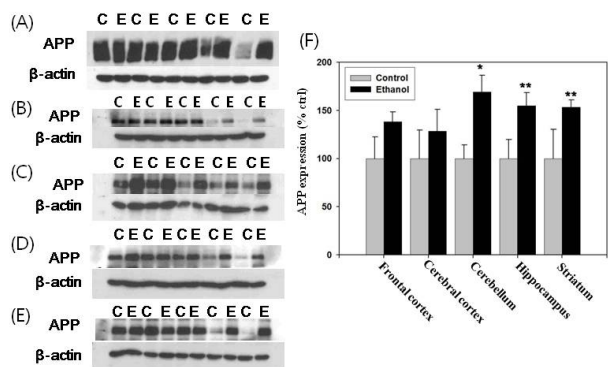 (A) C E C E C E C E C E
APP
β-actin
(B) C E C E C E C E C E
APP
β-actin
(C) C E C E C E C E C E
APP
β-actin
(D) C E C E C E C E C E
APP
β-actin
(E) C E C E C E C E C E
APP
β-actin
(F)
Control
Ethanol
APP expression (% ctrl)
200
150
100
50
0
* ** **
Frontal cortex
Cerebral cortex
Cerebellum
Hippocampus
Striatum